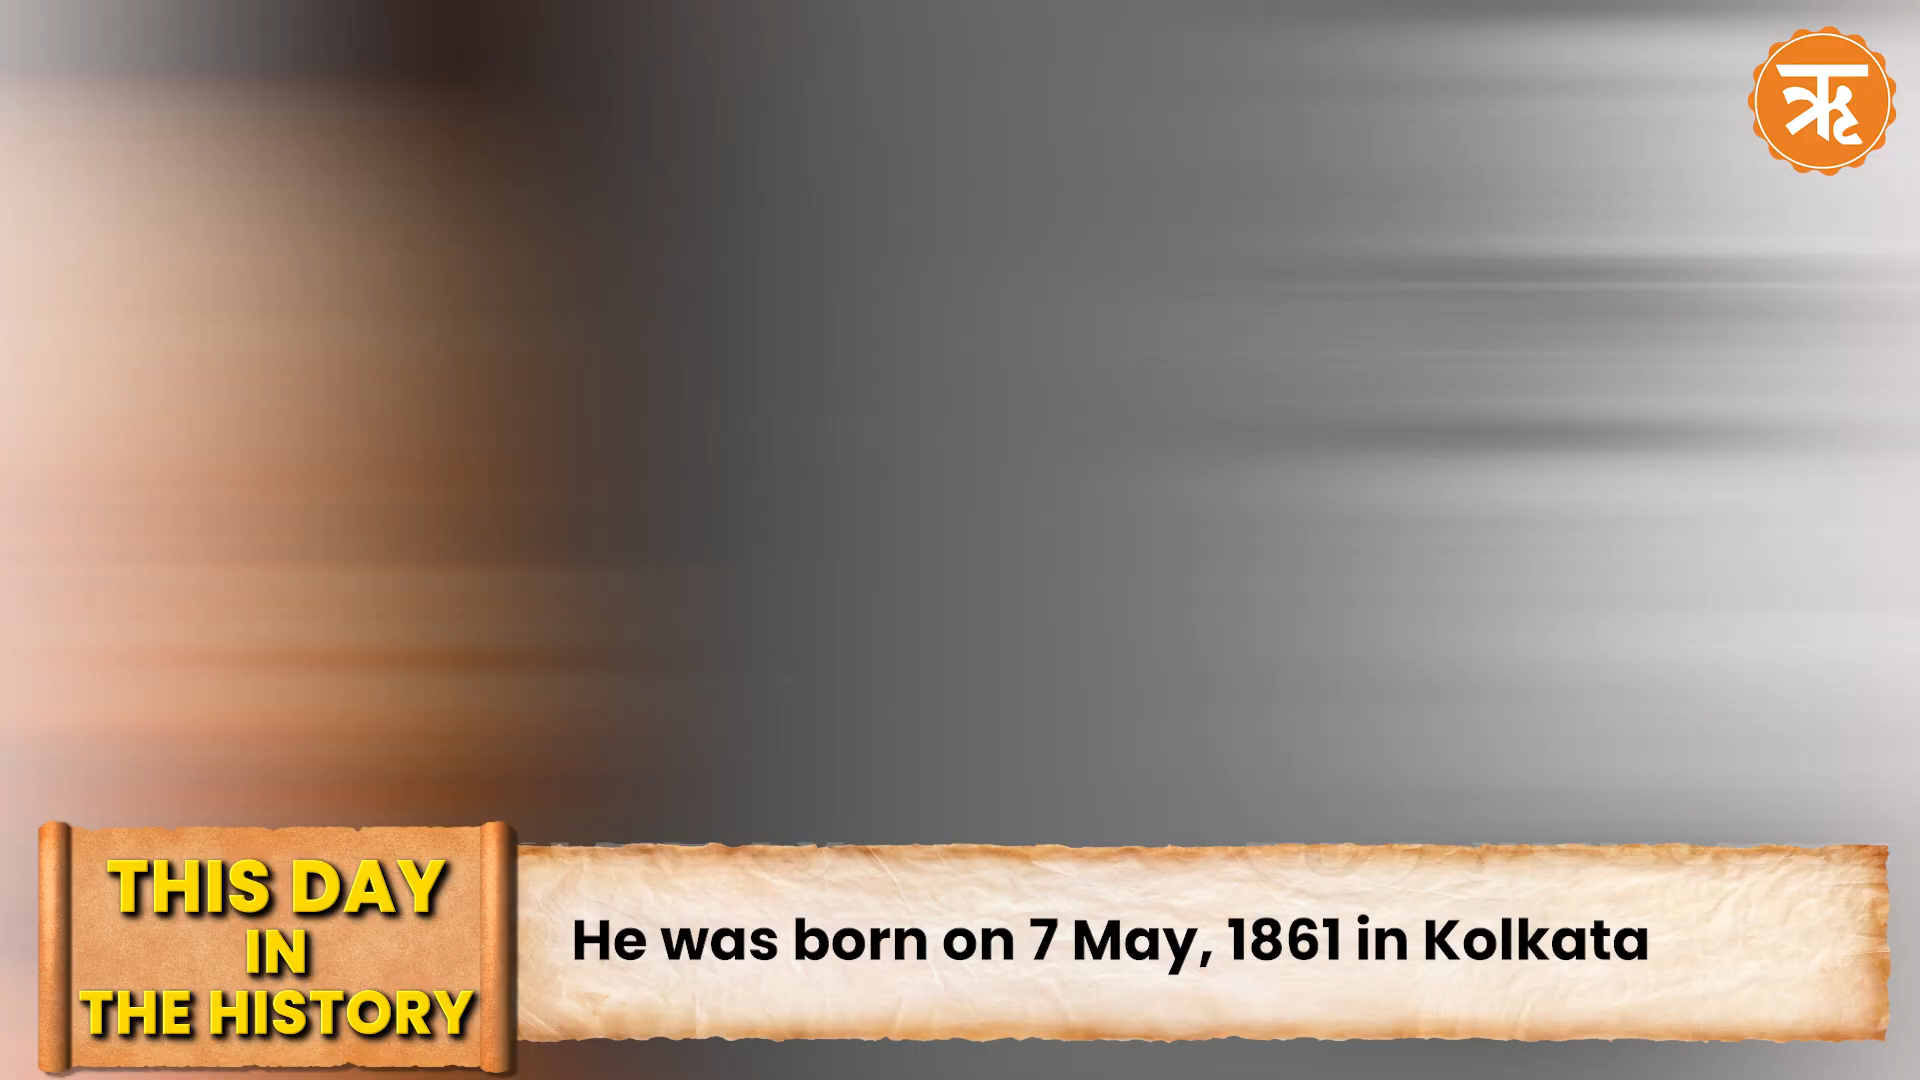 ऋ
THIS DAY
IN
THE HISTORY
He was born on 7 May, 1861 in Kolkata